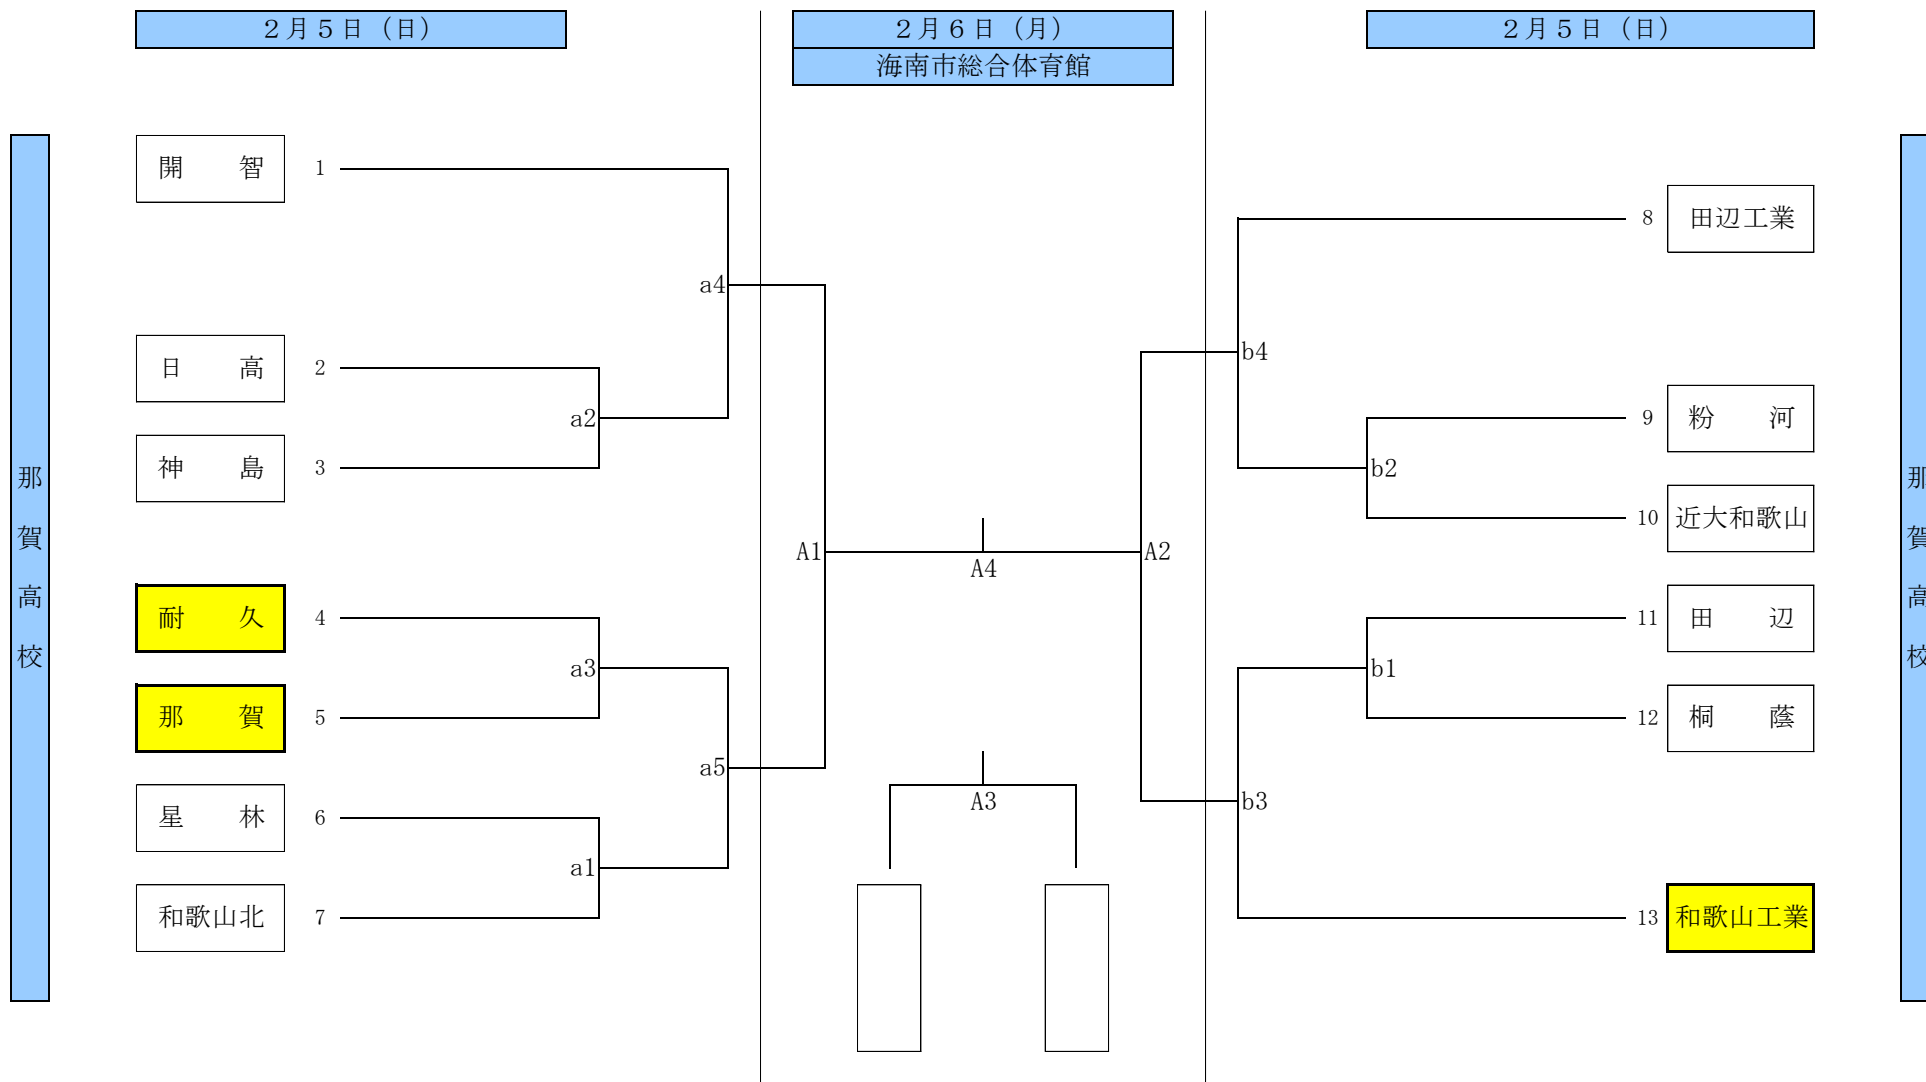 2月5日（日）
2月6日（月）
海南市総合体育館
2月5日（日）
那賀高校
開智 1
日高 2
神島 3
耐久 4
那賀 5
星林 6
和歌山北 7
a4
a2
a3
a5
a1
A1
A4
A2
A3
b4
b2
b1
b3
8 田辺工業
9 粉河
10 近大和歌山
11 田辺
12 桐蔭
13 和歌山工業
那賀高校